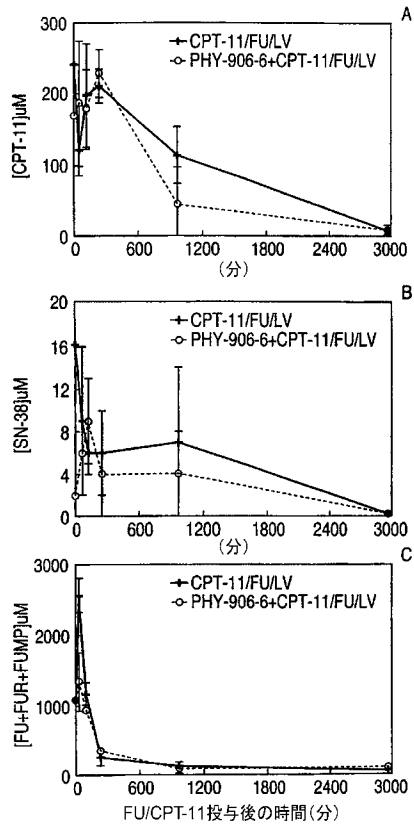 A
CPT-11/FU/LV
PHY-906-6+CPT-11/FU/LV
[CPT-11]uM
300
200
100
0
0 600 1200 1800 2400 3000
(分)
B
CPT-11/FU/LV
PHY-906-6+CPT-11/FU/LV
[SN-38]uM
20
16
12
8
4
0
0 600 1200 1800 2400 3000
(分)
C
CPT-11/FU/LV
PHY-906-6+CPT-11/FU/LV
[FU+FUR+FUMP]uM
3000
2000
1000
0
0 600 1200 1800 2400 3000
FU/CPT-11投与後の時間(分)